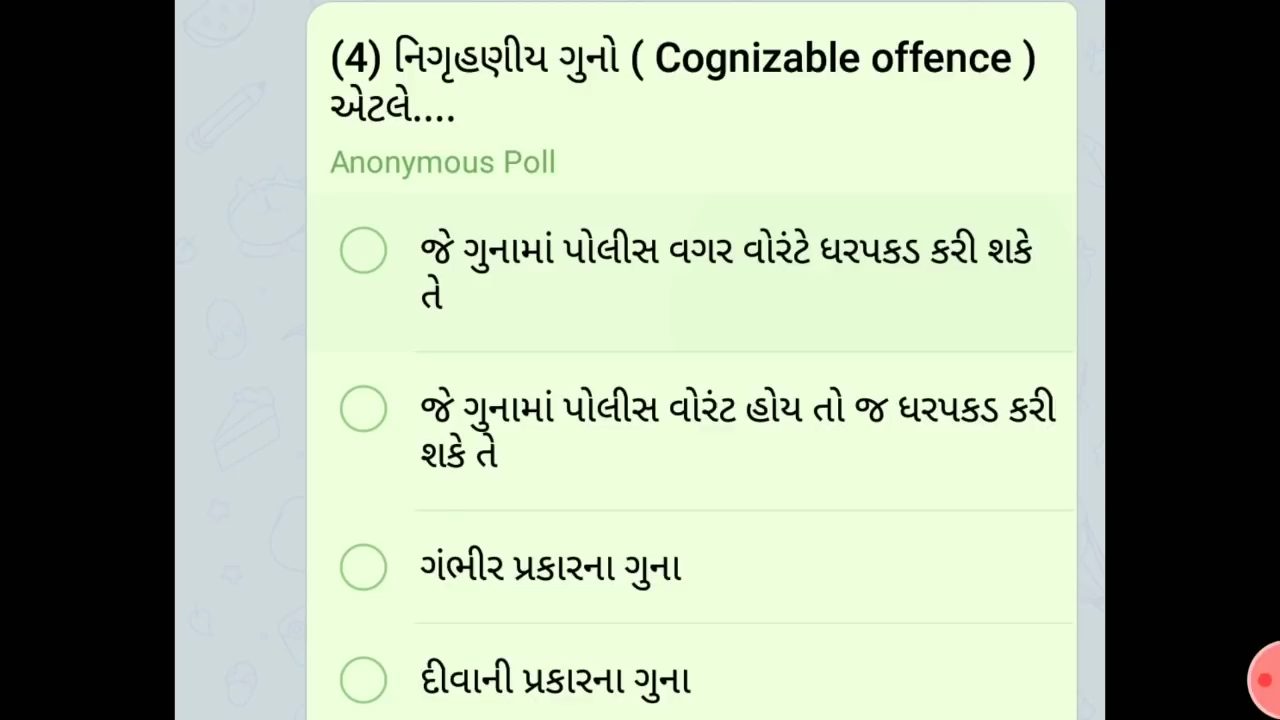 (4) નિગૃહણીય ગુનો ( Cognizable offence )
એટલે....
Anonymous Poll
જે ગુનામાં પોલીસ વગર વોરંટે ધરપકડ કરી શકે
તે
જે ગુનામાં પોલીસ વોરંટ હોય તો જ ધરપકડ કરી
શકે તે
ગંભીર પ્રકારના ગુના
દીવાની પ્રકારના ગુના